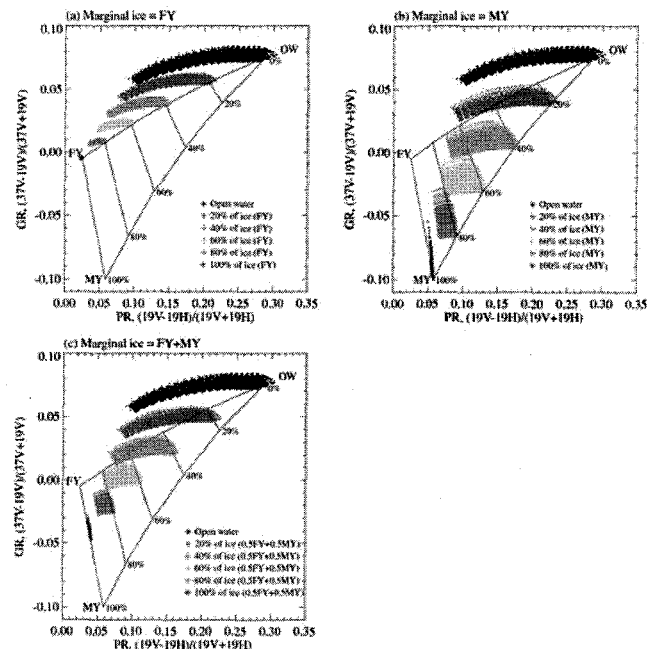 (a) Marginal ice = FY
GR, (37V-19V)/(37V+19V)
0.10
0.05
0.00
-0.05
-0.10
OW
0%
20%
40%
60%
80%
FY
MY 100%
Open water
20% of ice (FY)
40% of ice (FY)
60% of ice (FY)
80% of ice (FY)
100% of ice (FY)
0.00 0.05 0.10 0.15 0.20 0.25 0.30 0.35
PR, (19V-19H)/(19V+19H)
(b) Marginal ice = MY
GR, (37V-19V)/(37V+19V)
0.10
0.05
0.00
-0.05
-0.10
OW
0%
20%
40%
60%
80%
FY
MY 100%
Open water
20% of ice (MY)
40% of ice (MY)
60% of ice (MY)
80% of ice (MY)
100% of ice (MY)
0.00 0.05 0.10 0.15 0.20 0.25 0.30 0.35
PR, (19V-19H)/(19V+19H)
(c) Marginal ice = FY+MY
GR, (37V-19V)/(37V+19V)
0.10
0.05
0.00
-0.05
-0.10
OW
0%
20%
40%
60%
80%
FY
MY 100%
Open water
20% of ice (0.5FY+0.5MY)
40% of ice (0.5FY+0.5MY)
60% of ice (0.5FY+0.5MY)
80% of ice (0.5FY+0.5MY)
100% of ice (0.5FY+0.5MY)
0.00 0.05 0.10 0.15 0.20 0.25 0.30 0.35
PR, (19V-19H)/(19V+19H)